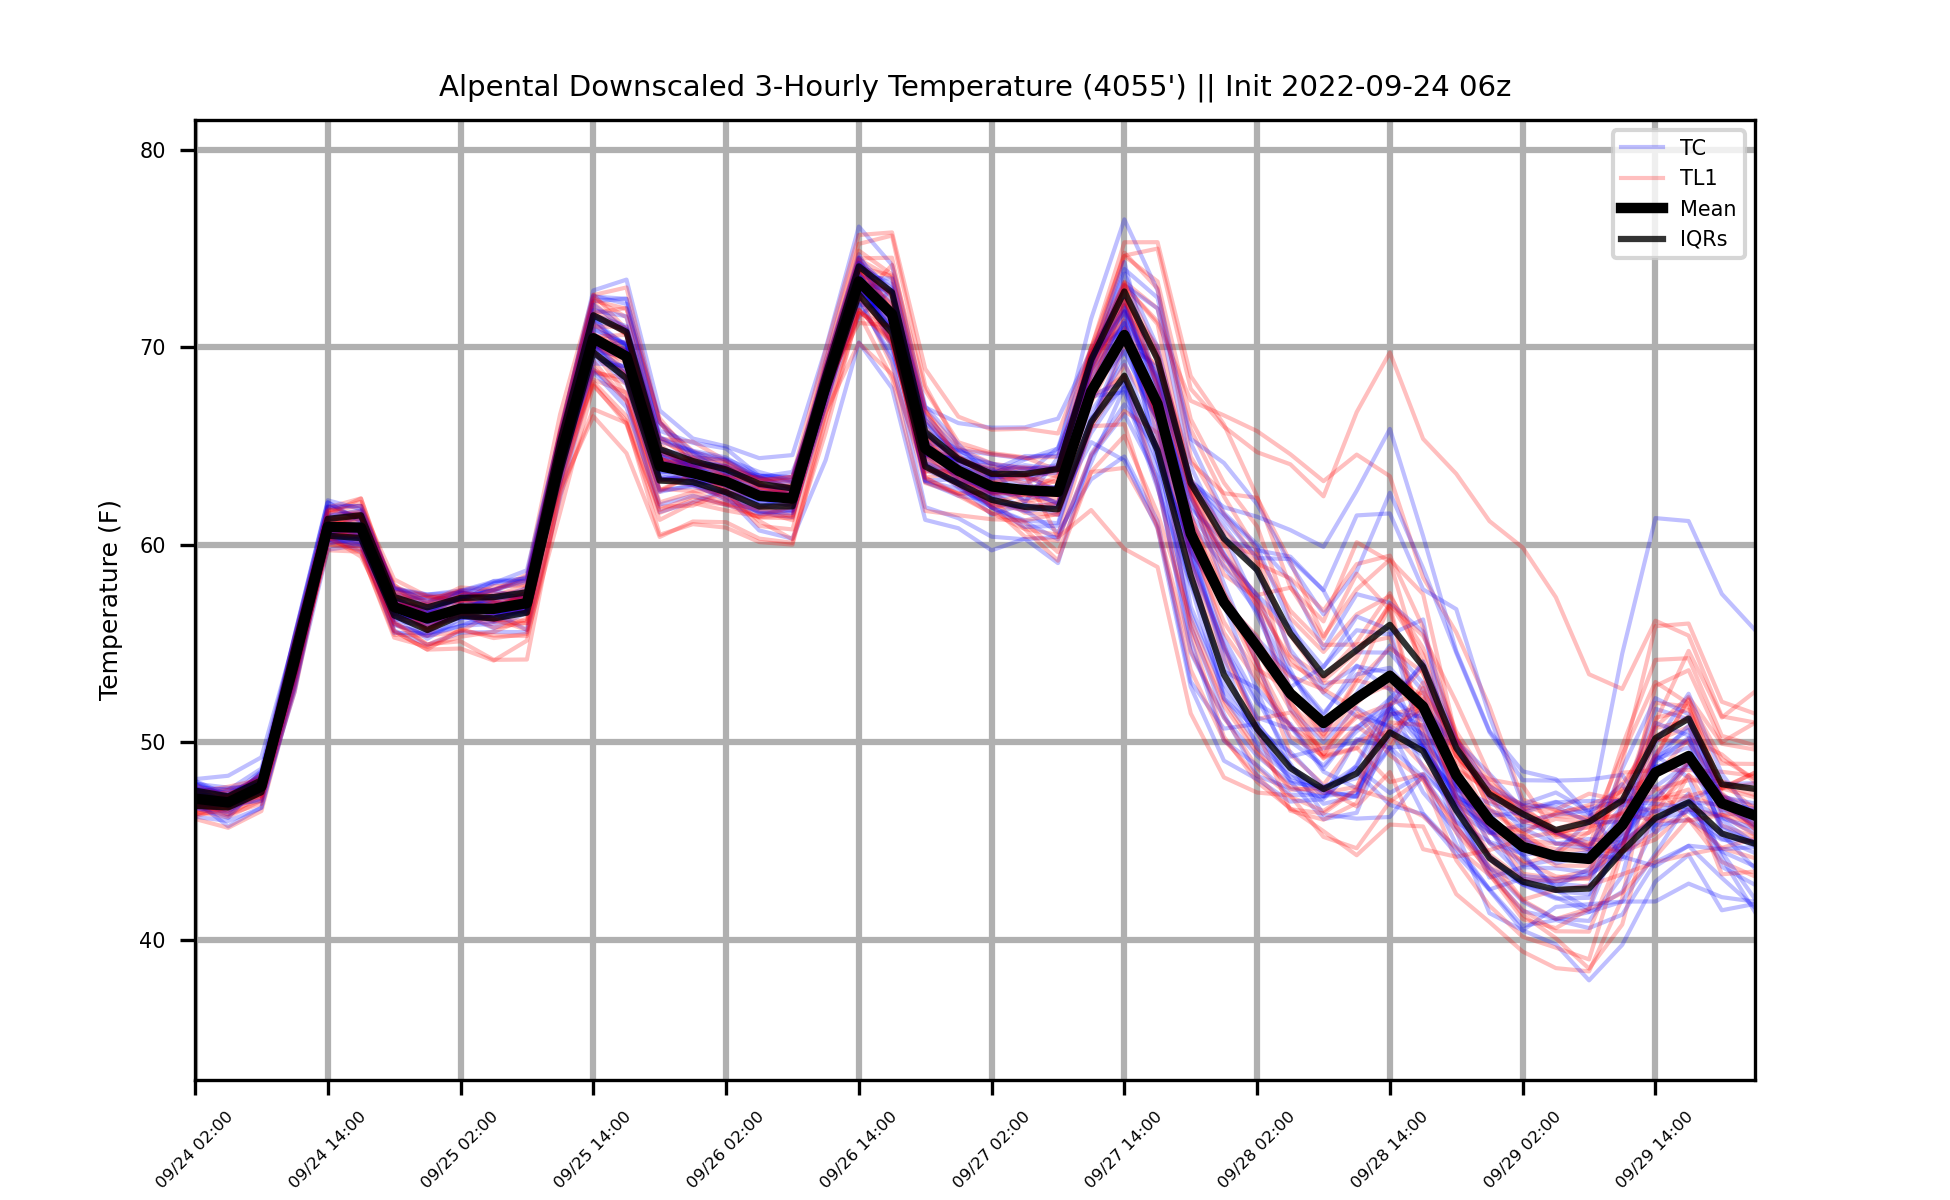 Alpental Downscaled 3-Hourly Temperature (4055') || Init 2022-09-24 06z
TC
TL1
Mean
IQRs
Temperature (F)
80
70
60
50
40
09/24 02:00
09/24 14:00
09/25 02:00
09/25 14:00
09/26 02:00
09/26 14:00
09/27 02:00
09/27 14:00
09/28 02:00
09/28 14:00
09/29 02:00
09/29 14:00